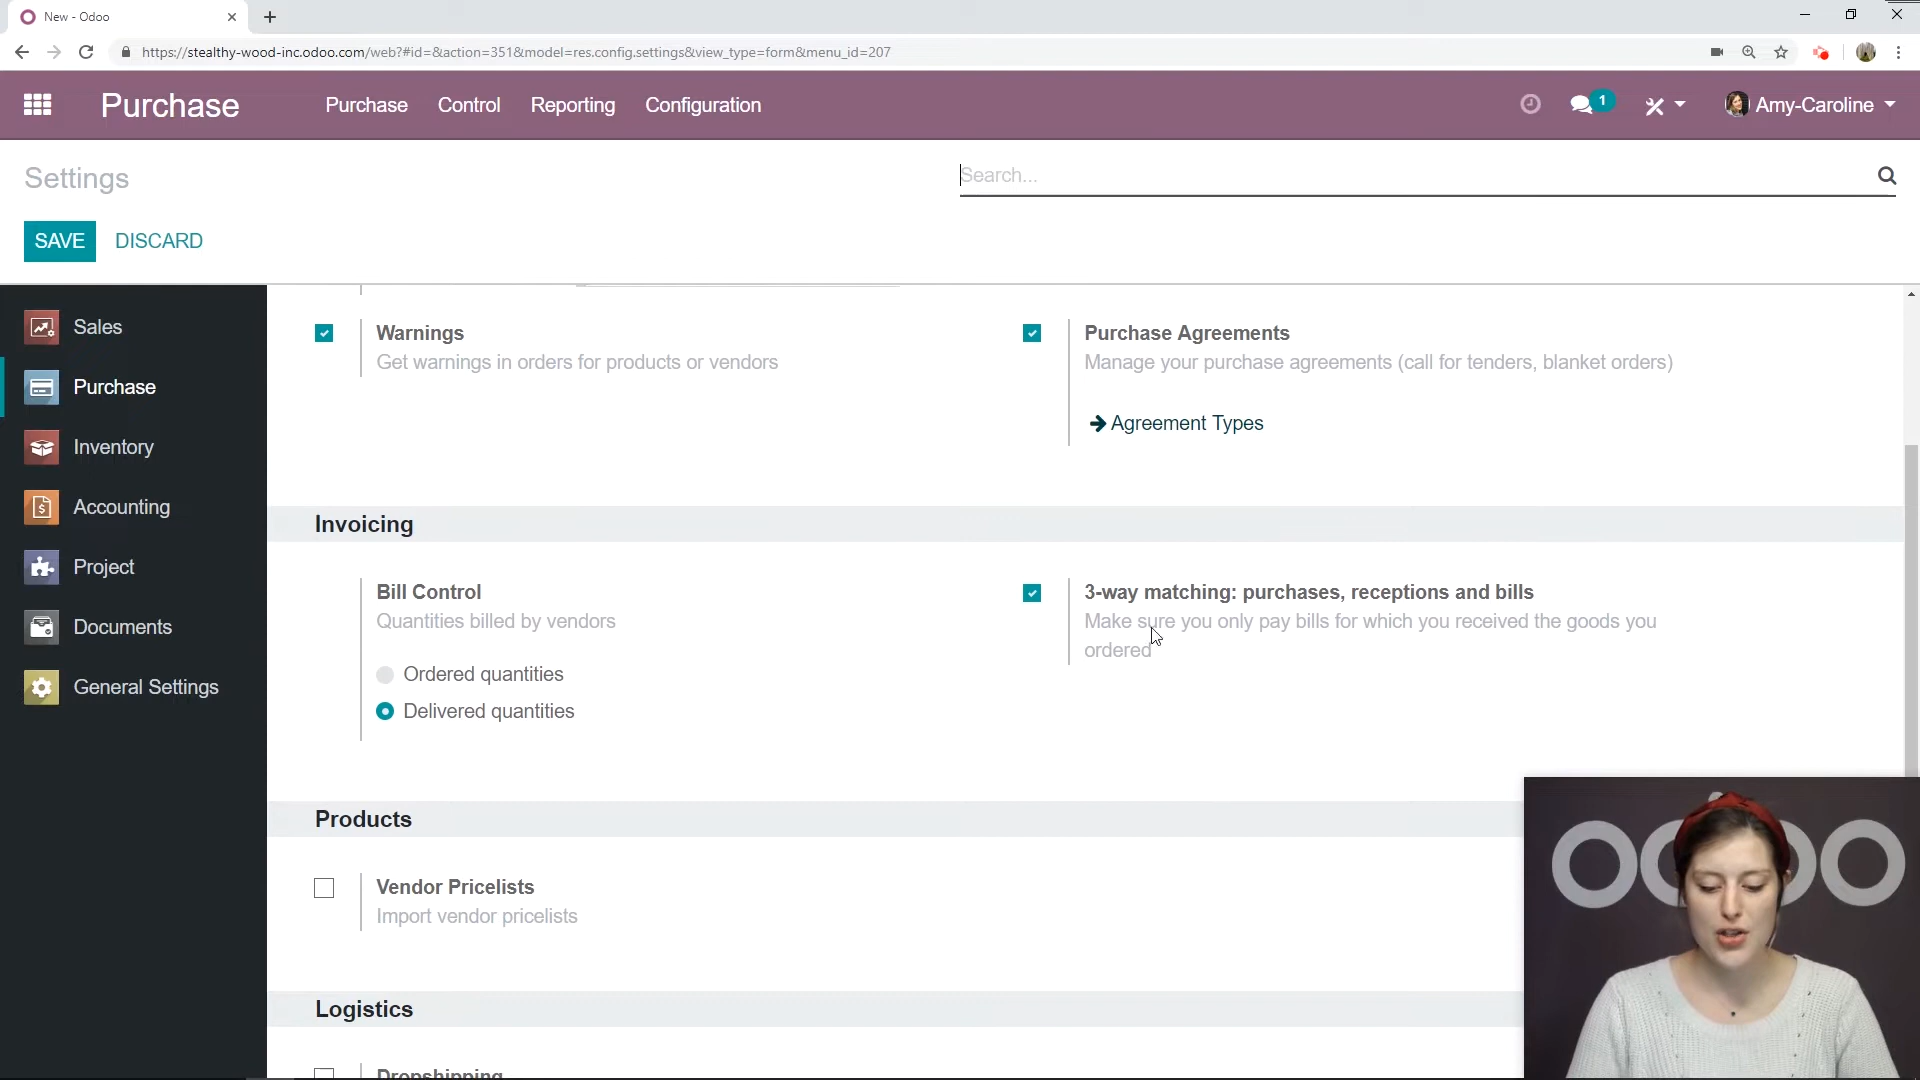 New - Odoo
https://stealthy-wood-inc.odoo.com/web?#id=&action=351&model=res.config.settings&view_type=form&menu_id=207
Purchase
Purchase
Control
Reporting
Configuration
1
Amy-Caroline
Settings
Search...
SAVE
DISCARD
Sales
Purchase
Inventory
Accounting
Project
Documents
General Settings
Warnings
Get warnings in orders for products or vendors
Purchase Agreements
Manage your purchase agreements (call for tenders, blanket orders)
Agreement Types
Invoicing
Bill Control
Quantities billed by vendors
Ordered quantities
Delivered quantities
3-way matching: purchases, receptions and bills
Make sure you only pay bills for which you received the goods you
ordered
Products
Vendor Pricelists
Import vendor pricelists
Logistics
Dropshipping
odoo